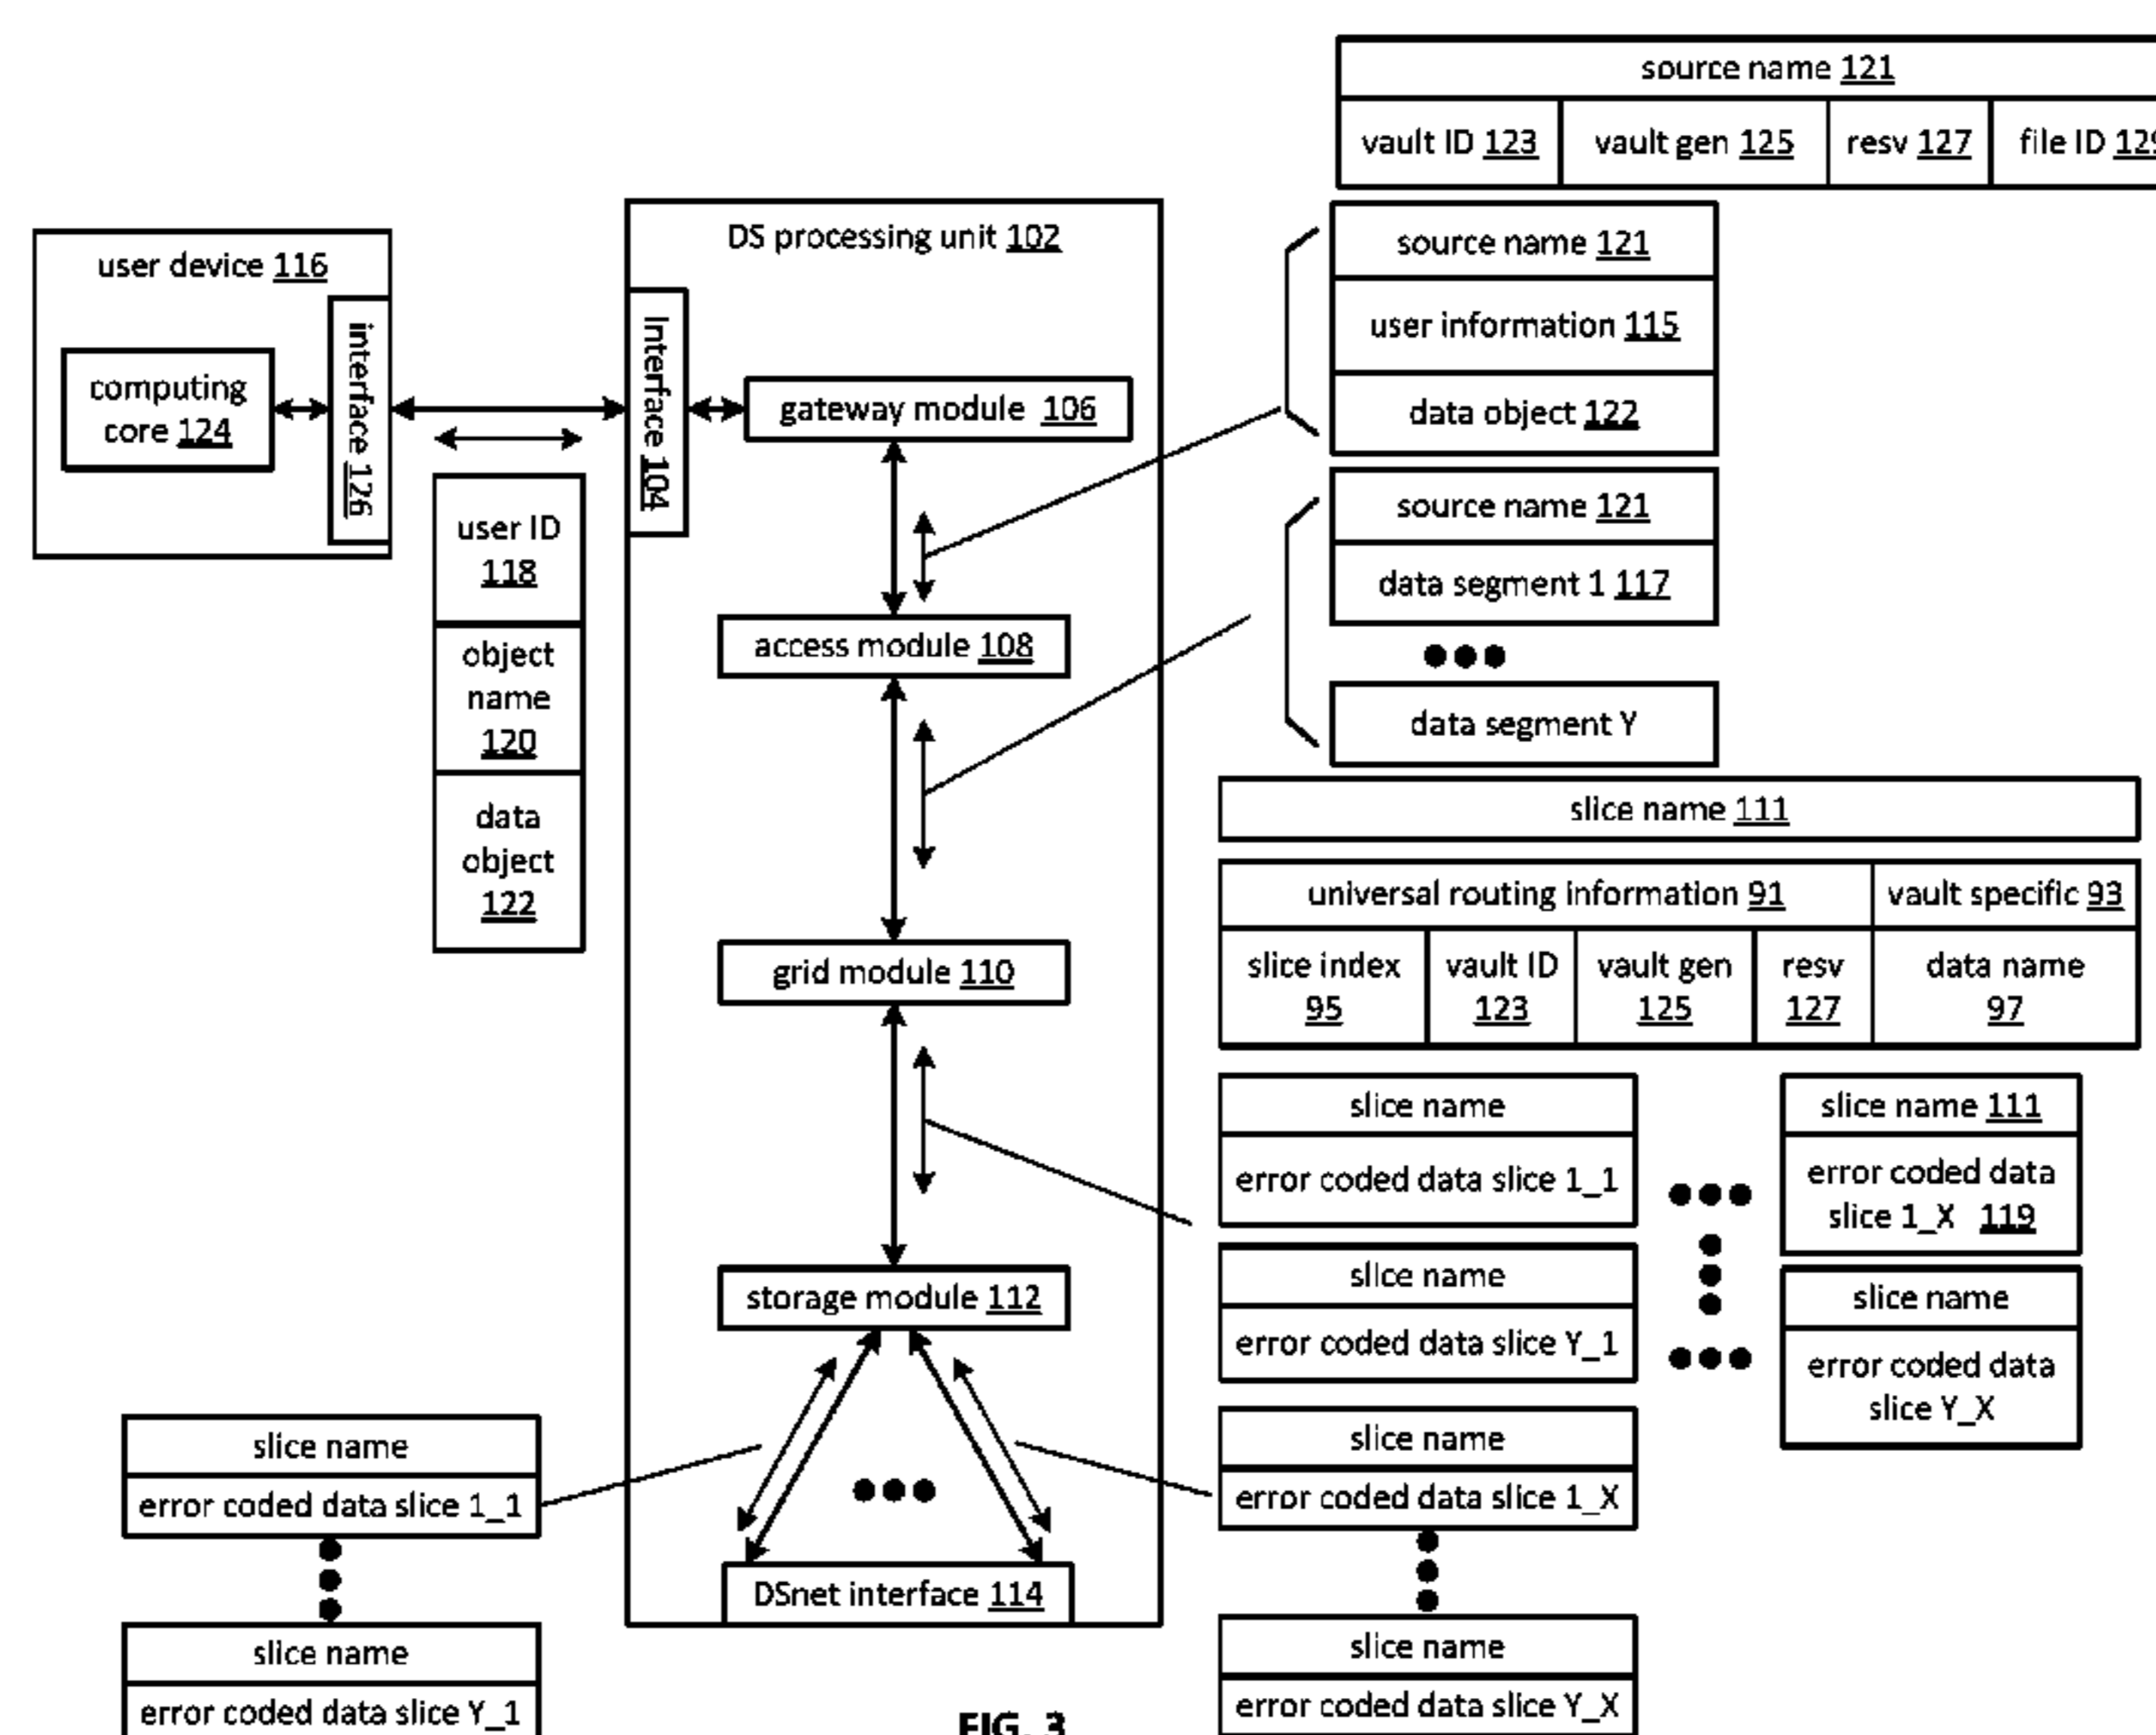 source name 121
vault ID 123
vault gen 125
resv 127
file ID 129
DS processing unit 102
user device 116
computing
core 124
interface 126
interface 104
gateway module 106
user ID
118
object
name
120
data
object
122
access module 108
grid module 110
storage module 112
DSnet interface 114
source name 121
user information 115
data object 122
source name 121
data segment 1 117
data segment Y
slice name 111
universal routing information 91
vault specific 93
slice index
95
vault ID
123
vault gen
125
resv
127
data name
97
slice name
error coded data slice 1_1
slice name 111
error coded data
slice 1_X 119
slice name
error coded data slice Y_1
slice name
error coded data
slice Y_X
slice name
error coded data slice 1_1
slice name
error coded data slice Y_1
slice name
error coded data slice 1_X
slice name
error coded data slice Y_X
FIG. 3